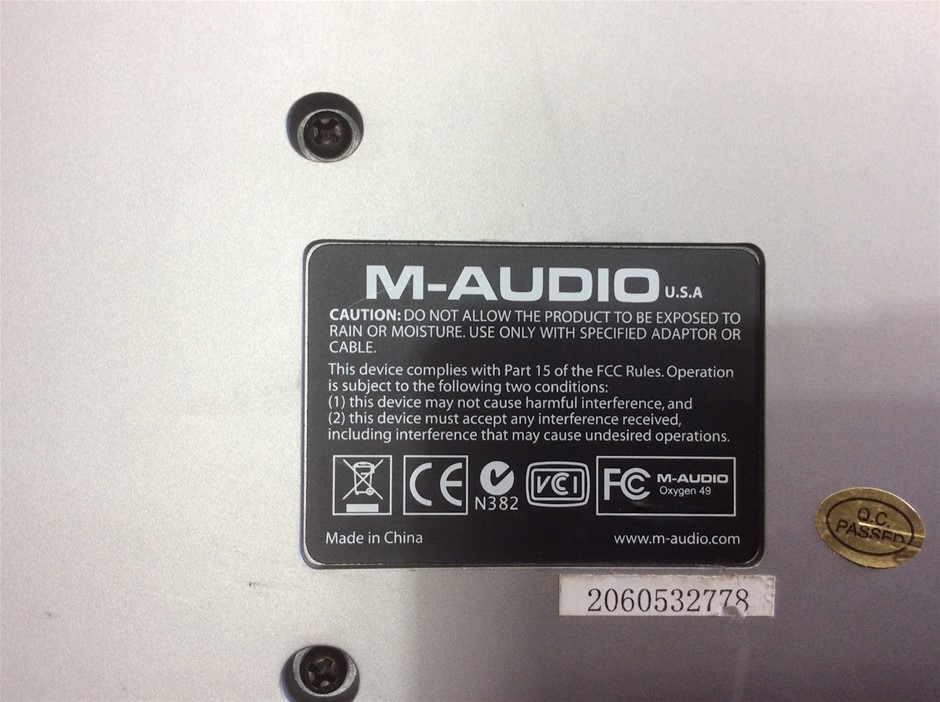 M-AUDIO U.S.A
CAUTION: DO NOT ALLOW THE PRODUCT TO BE EXPOSED TO
RAIN OR MOISTURE. USE ONLY WITH SPECIFIED ADAPTOR OR
CABLE.
This device complies with Part 15 of the FCC Rules. Operation
is subject to the following two conditions:
(1) this device may not cause harmful interference, and
(2) this device must accept any interference received,
including interference that may cause undesired operations.
CE N382 VCI FC M-AUDIO
Oxygen 49
Made in China www.m-audio.com
Q.C.
PASSED
2060532778